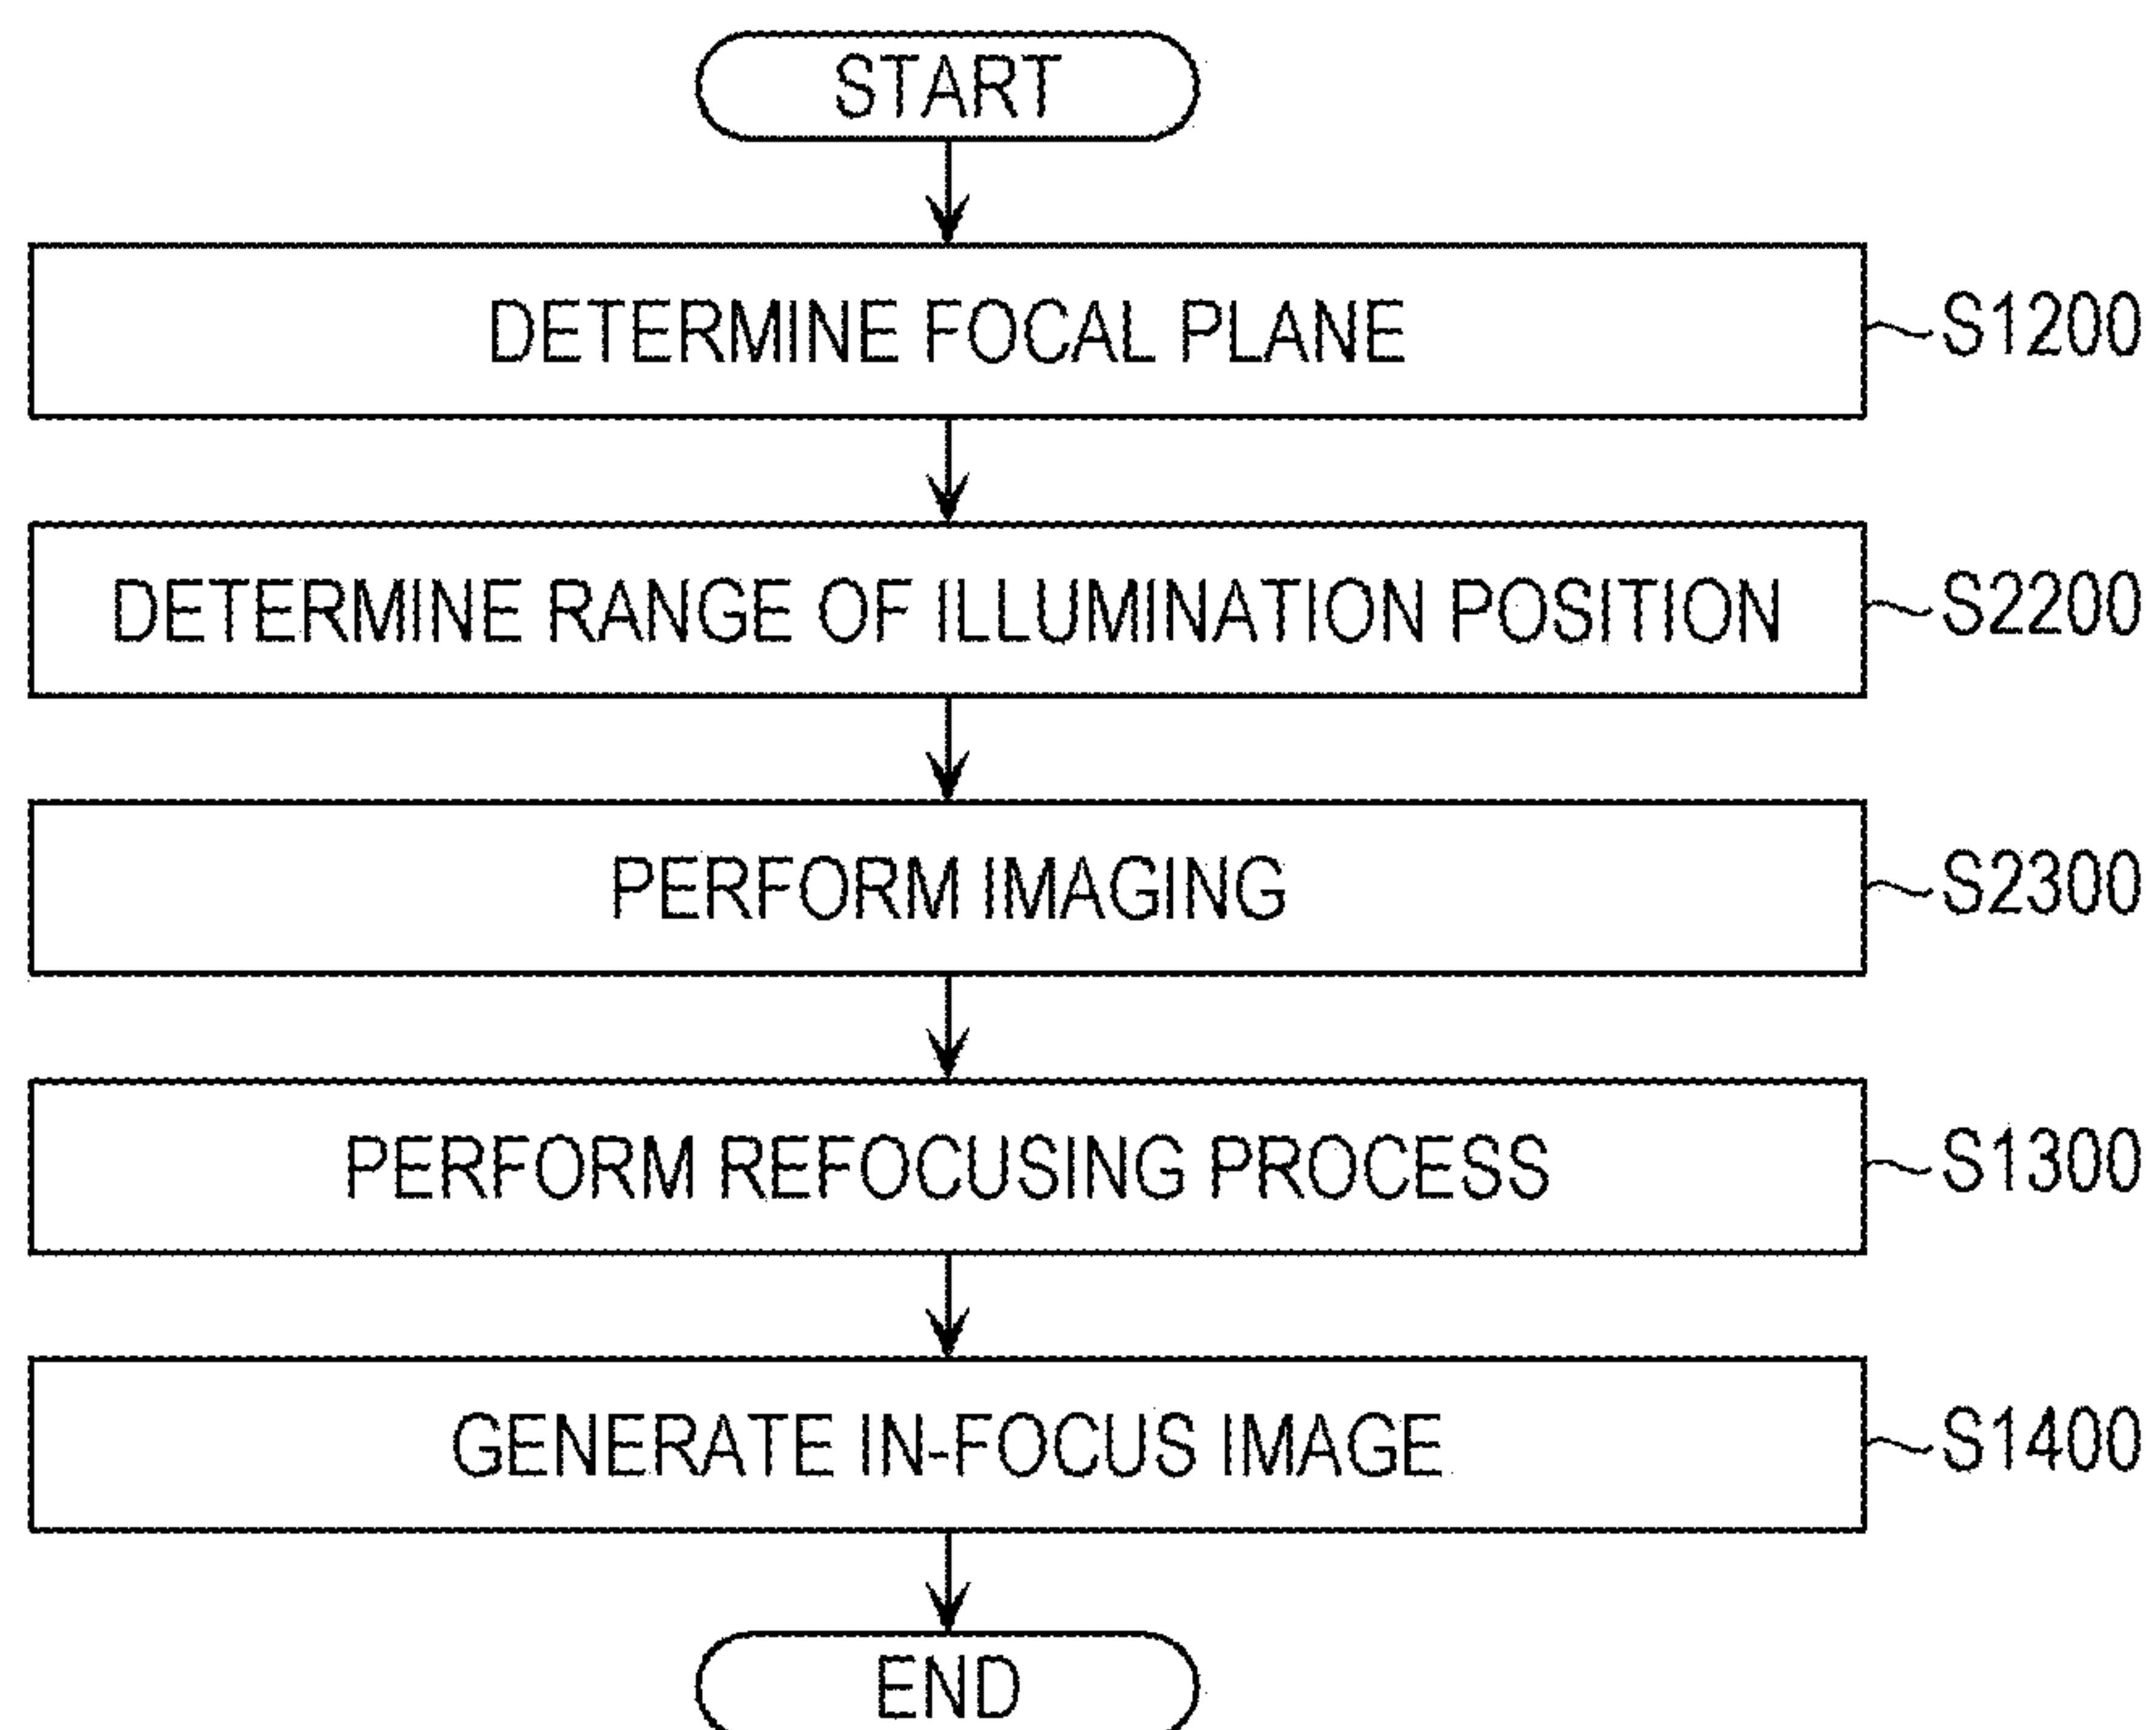 START
DETERMINE FOCAL PLANE
S1200
DETERMINE RANGE OF ILLUMINATION POSITION
S2200
PERFORM IMAGING
S2300
PERFORM REFOCUSING PROCESS
S1300
GENERATE IN-FOCUS IMAGE
S1400
END